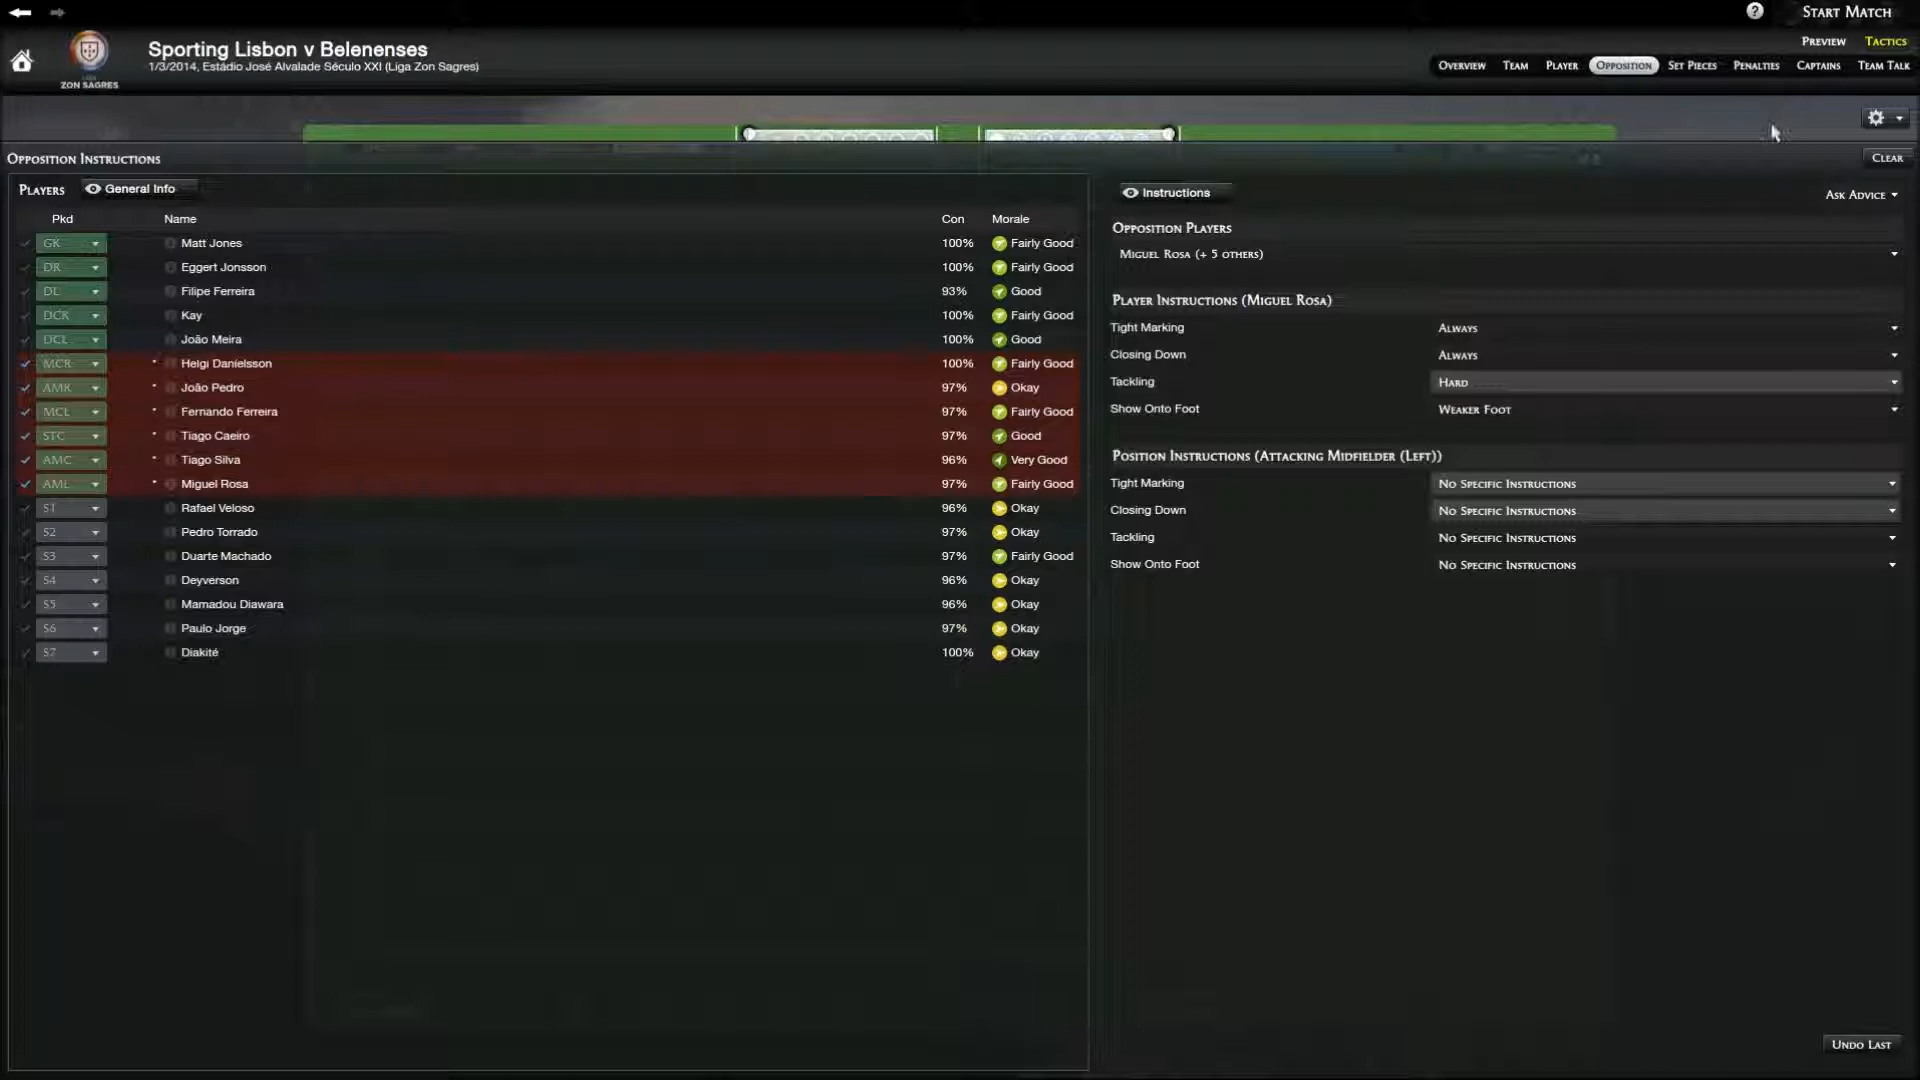 START MATCH
Sporting Lisbon v Belenenses
1/3/2014, Estádio José Alvalade Século XXI (Liga Zon Sagres)
LIGA
ZON SAGRES
PREVIEW TACTICS
OVERVIEW TEAM PLAYER OPPOSITION SET PIECES PENALTIES CAPTAINS TEAM TALK
OPPOSITION INSTRUCTIONS
CLEAR
PLAYERS General Info
Pkd Name Con Morale
GK Matt Jones 100% Fairly Good
DR Eggert Jonsson 100% Fairly Good
DL Filipe Ferreira 93% Good
DCR Kay 100% Fairly Good
DCL João Meira 100% Good
MCR Helgi Daníelsson 100% Fairly Good
AMR João Pedro 97% Okay
MCL Fernando Ferreira 97% Fairly Good
STC Tiago Caeiro 97% Good
AMC Tiago Silva 96% Very Good
AML Miguel Rosa 97% Fairly Good
S1 Rafael Veloso 96% Okay
S2 Pedro Torrado 97% Okay
S3 Duarte Machado 97% Fairly Good
S4 Deyverson 96% Okay
S5 Mamadou Diawara 96% Okay
S6 Paulo Jorge 97% Okay
S7 Diakité 100% Okay
Instructions
ASK ADVICE
OPPOSITION PLAYERS
MIGUEL ROSA (+ 5 OTHERS)
PLAYER INSTRUCTIONS (MIGUEL ROSA)
Tight Marking ALWAYS
Closing Down ALWAYS
Tackling HARD
Show Onto Foot WEAKER FOOT
POSITION INSTRUCTIONS (ATTACKING MIDFIELDER (LEFT))
Tight Marking NO SPECIFIC INSTRUCTIONS
Closing Down NO SPECIFIC INSTRUCTIONS
Tackling NO SPECIFIC INSTRUCTIONS
Show Onto Foot NO SPECIFIC INSTRUCTIONS
UNDO LAST